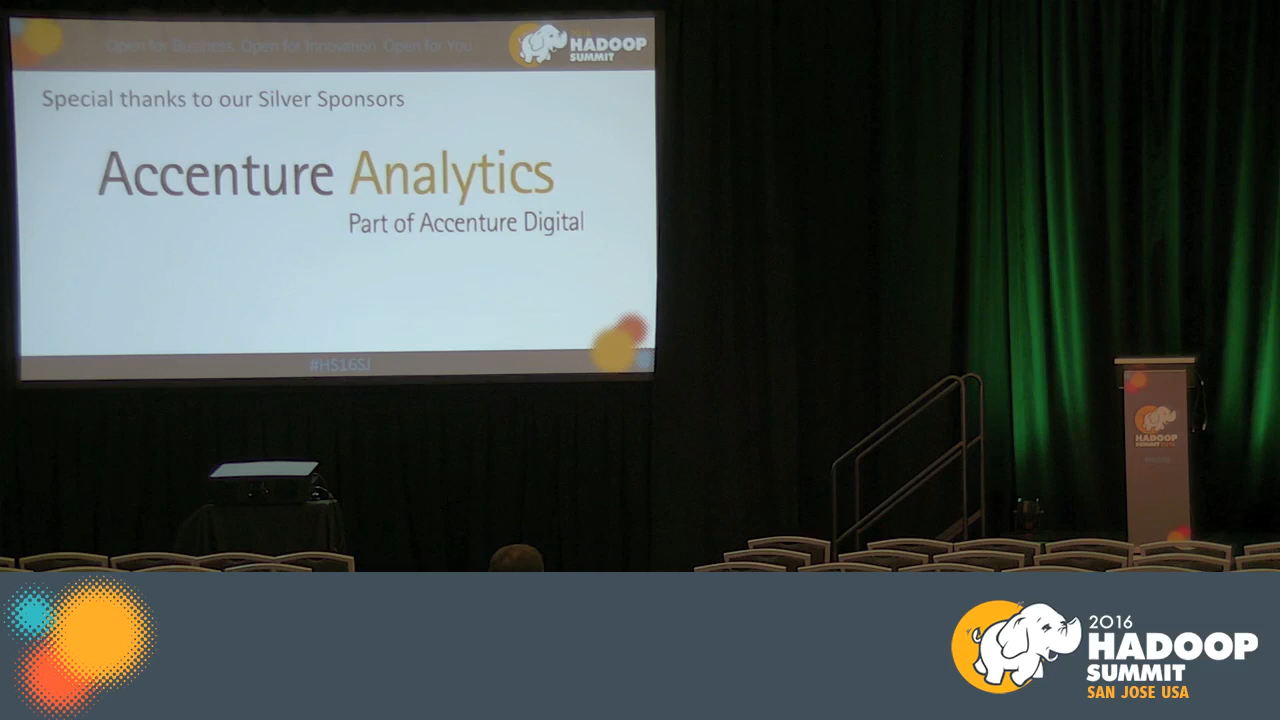 Open for Business. Open for Innovation. Open for You.
HADOOP
SUMMIT
Special thanks to our Silver Sponsors
Accenture Analytics
Part of Accenture Digital
#HS16SJ
HADOOP
SUMMIT
2016
HADOOP
SUMMIT
SAN JOSE USA